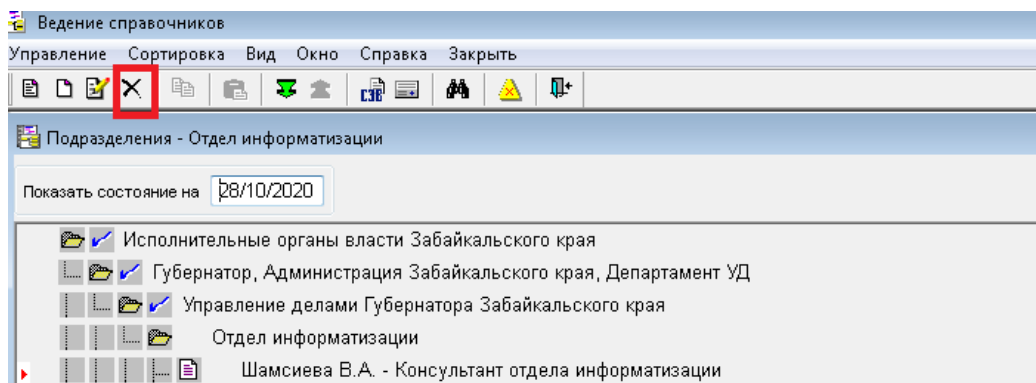 Ведение справочников
Управление Сортировка Вид Окно Справка Закрыть
СЭВ
Подразделения - Отдел информатизации
Показать состояние на 28/10/2020
Исполнительные органы власти Забайкальского края
Губернатор, Администрация Забайкальского края, Департамент УД
Управление делами Губернатора Забайкальского края
Отдел информатизации
Шамсиева В.А. - Консультант отдела информатизации